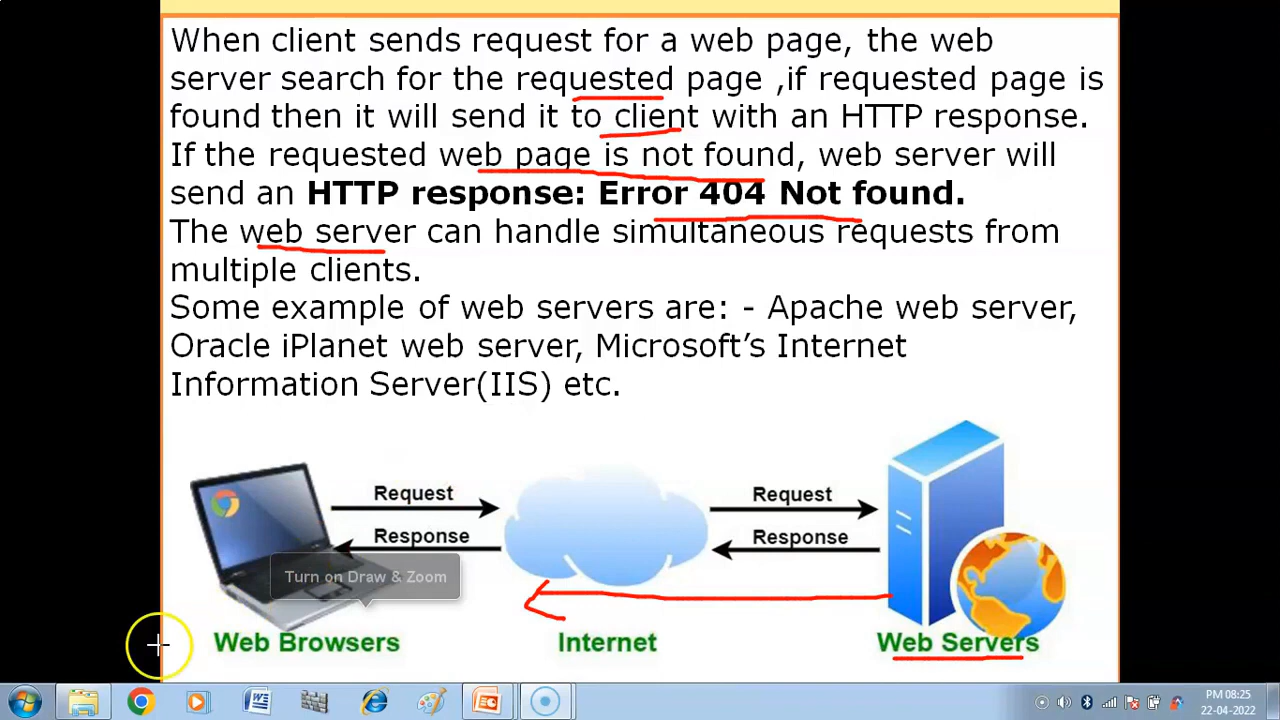 When client sends request for a web page, the web
server search for the requested page ,if requested page is
found then it will send it to client with an HTTP response.
If the requested web page is not found, web server will
send an HTTP response: Error 404 Not found.
The web server can handle simultaneous requests from
multiple clients.
Some example of web servers are: - Apache web server,
Oracle iPlanet web server, Microsoft’s Internet
Information Server(IIS) etc.
Request
Response
Request
Response
Turn on Draw & Zoom
Web Browsers
Internet
Web Servers
PM 08:25
22-04-2022